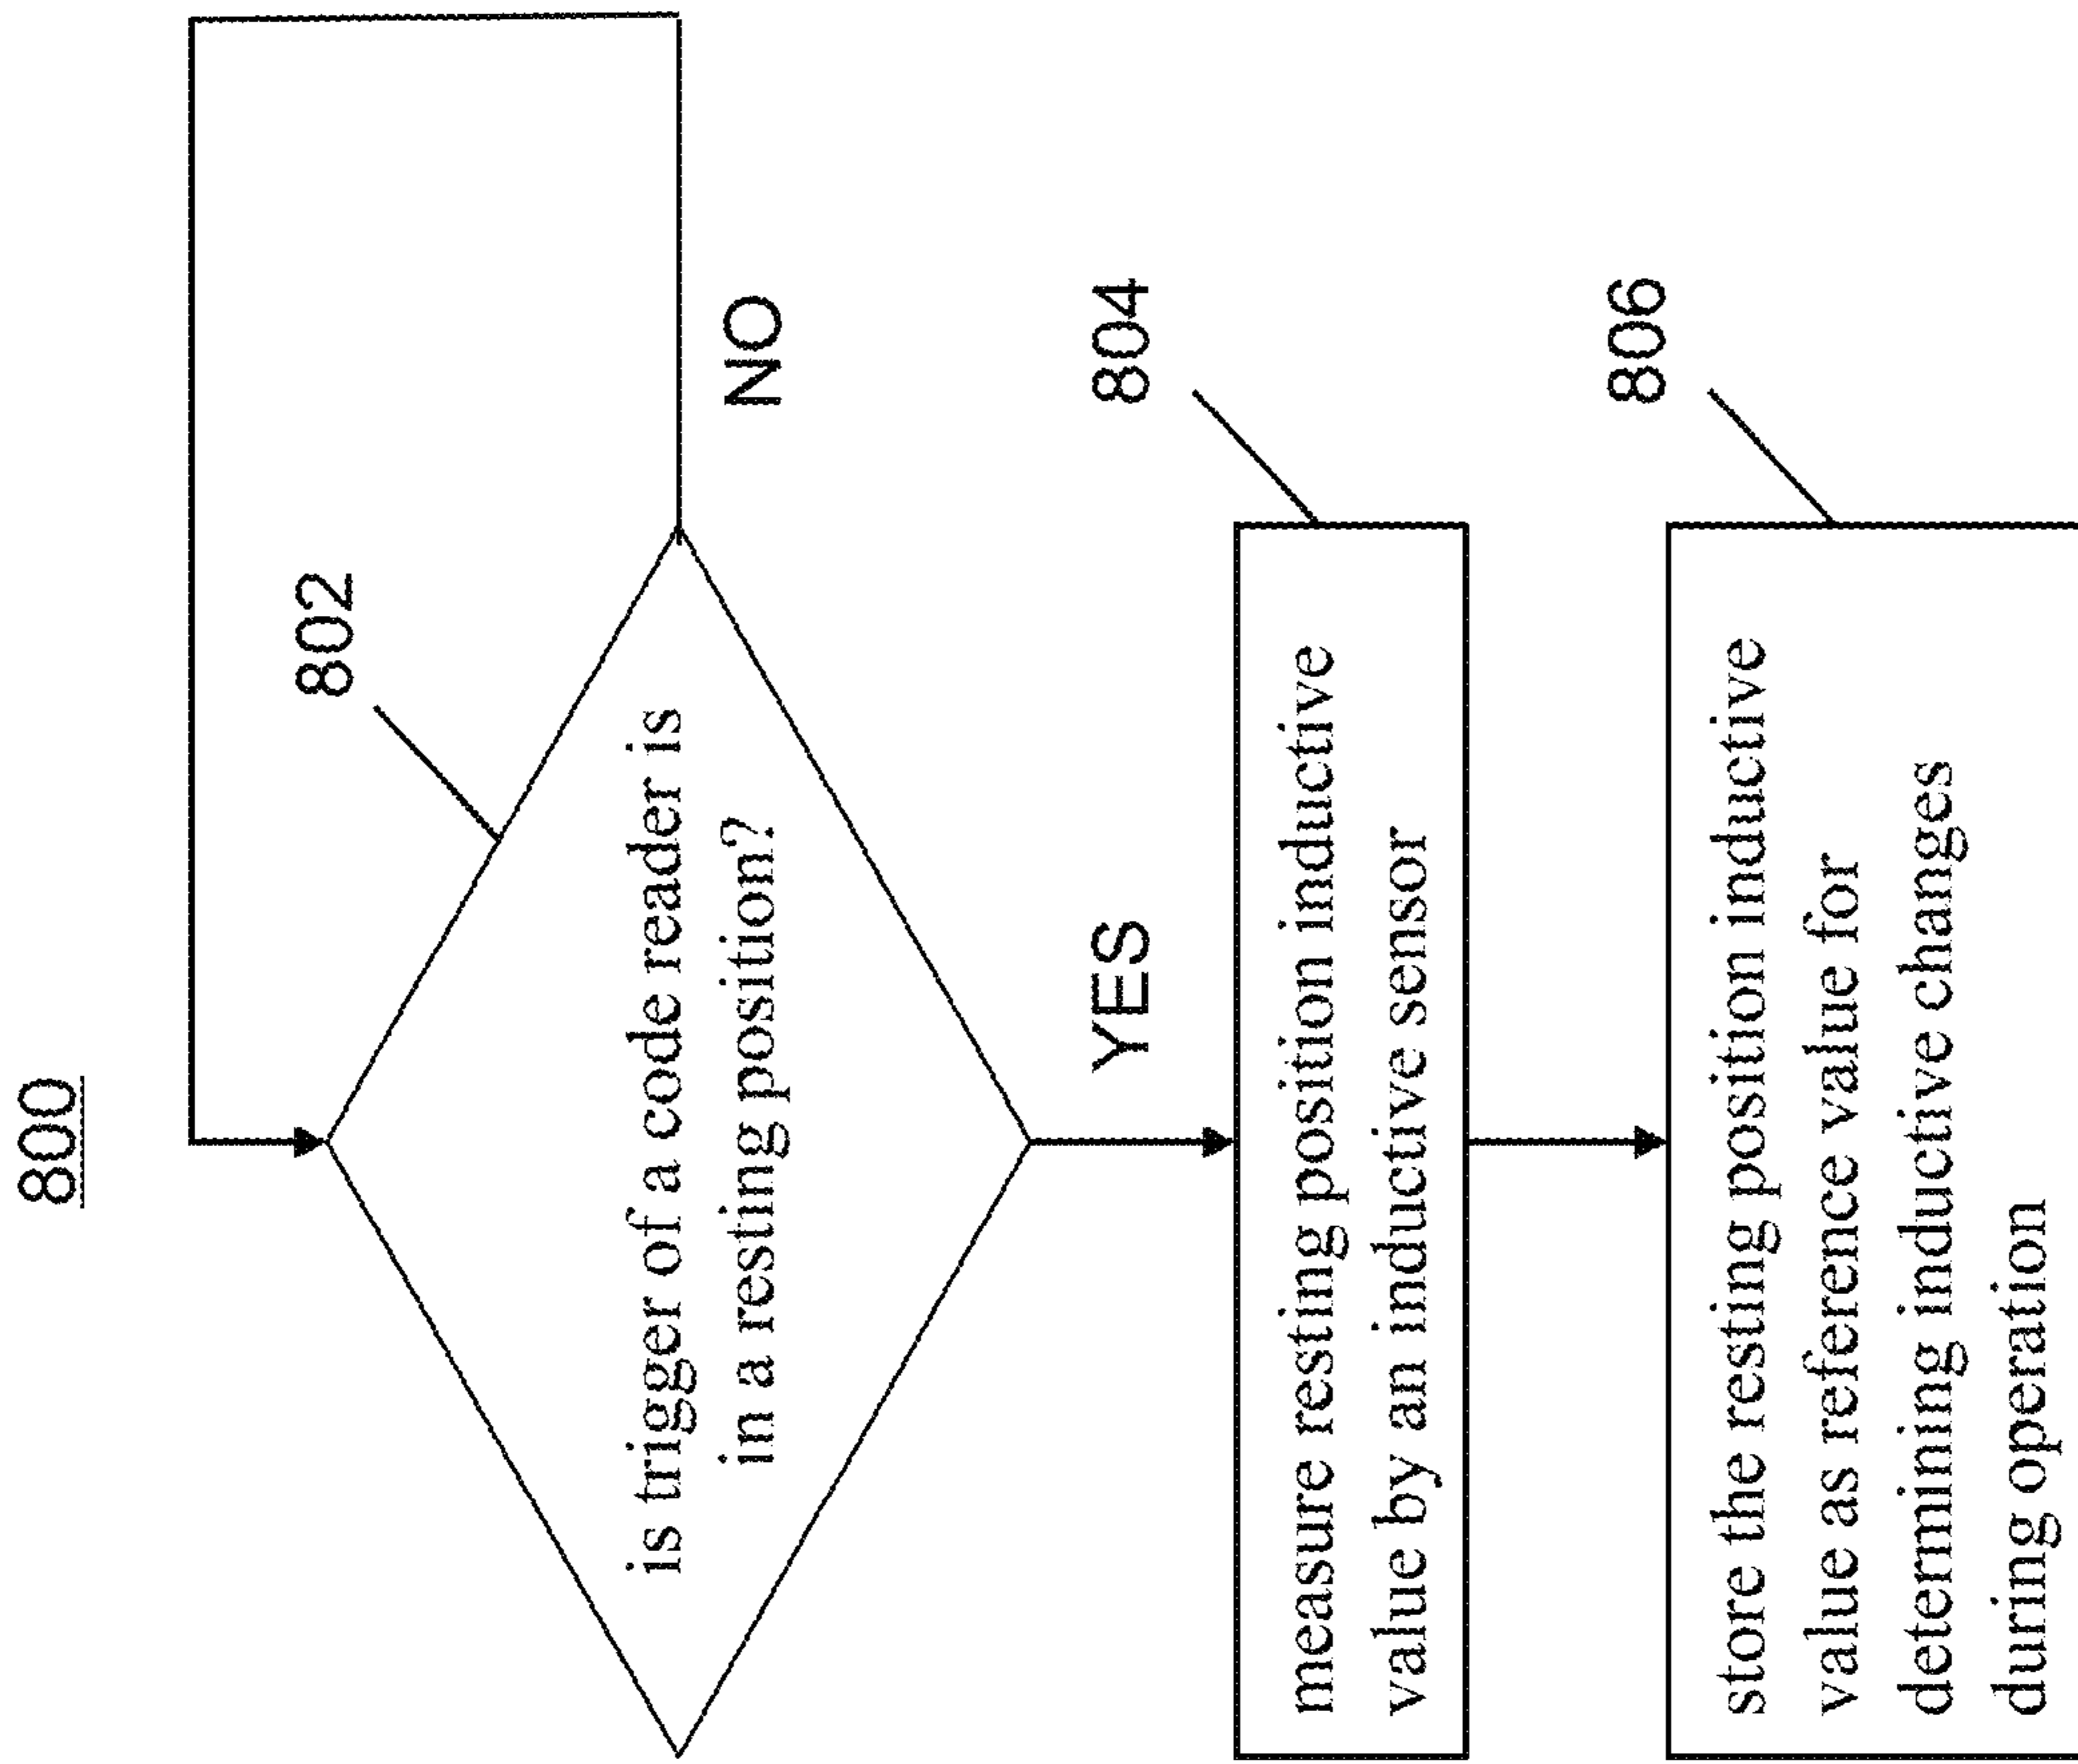 800
802
is trigger of a code reader is
in a resting position?
NO
YES
804
measure resting position inductive
value by an inductive sensor
806
store the resting position inductive
value as reference value for
determining inductive changes
during operation